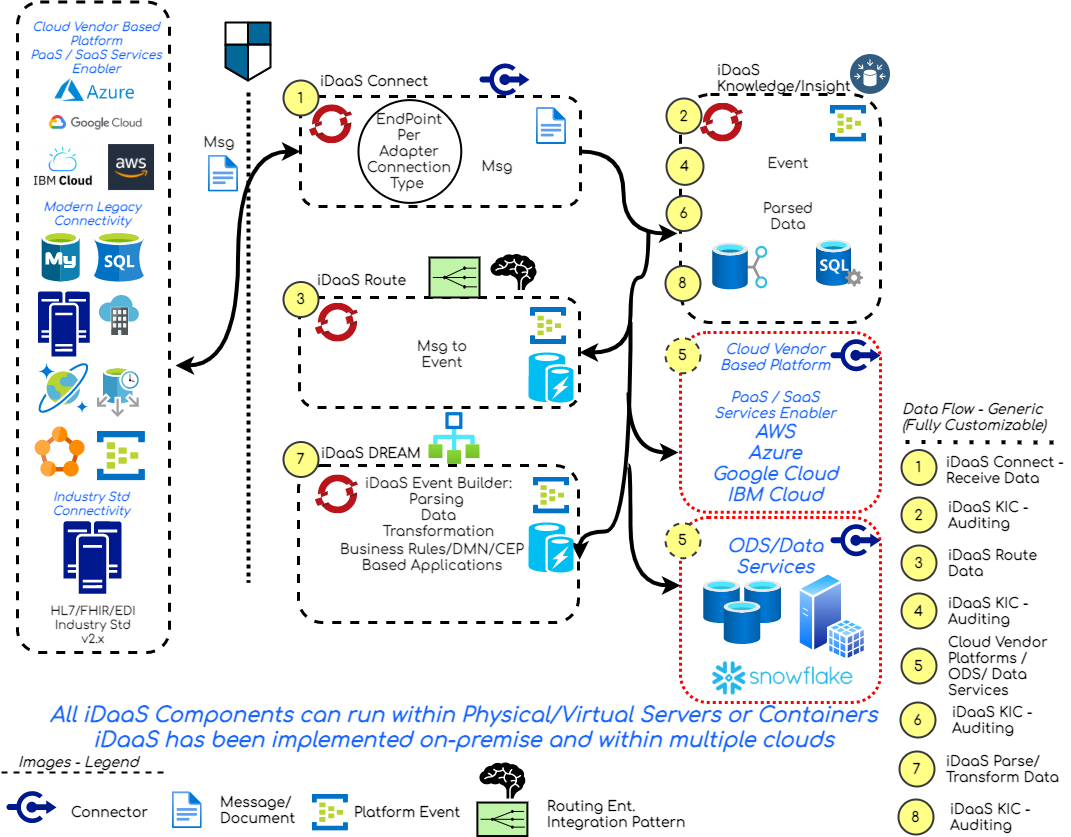 Cloud Vendor Based
Platform
PaaS / SaaS Services
Enabler
Azure
Google Cloud
IBM Cloud
aws
Modern Legacy
Connectivity
My
SQL
Industry Std
Connectivity
HL7/FHIR/EDI
Industry Std
v2.x
Msg
iDaaS Connect
1
EndPoint
Per
Adapter
Connection
Type
Msg
iDaaS Route
3
Msg to
Event
iDaaS DREAM
7
iDaaS Event Builder:
Parsing
Data
Transformation
Business Rules/DMN/CEP
Based Applications
iDaaS
Knowledge/Insight
2
4
6
8
Event
Parsed
Data
SQL
5
Cloud Vendor
Based Platform
PaaS / SaaS
Services Enabler
AWS
Azure
Google Cloud
IBM Cloud
5
ODS/Data
Services
snowflake
Data Flow - Generic
(Fully Customizable)
1
iDaaS Connect -
Receive Data
2
iDaaS KIC -
Auditing
3
iDaaS Route
Data
4
iDaaS KIC -
Auditing
5
Cloud Vendor
Platforms /
ODS/ Data
Services
6
iDaaS KIC -
Auditing
7
iDaaS Parse/
Transform Data
8
iDaaS KIC -
Auditing
All iDaaS Components can run within Physical/Virtual Servers or Containers
iDaaS has been implemented on-premise and within multiple clouds
Images - Legend
Connector
Message/
Document
Platform Event
Routing Ent.
Integration Pattern